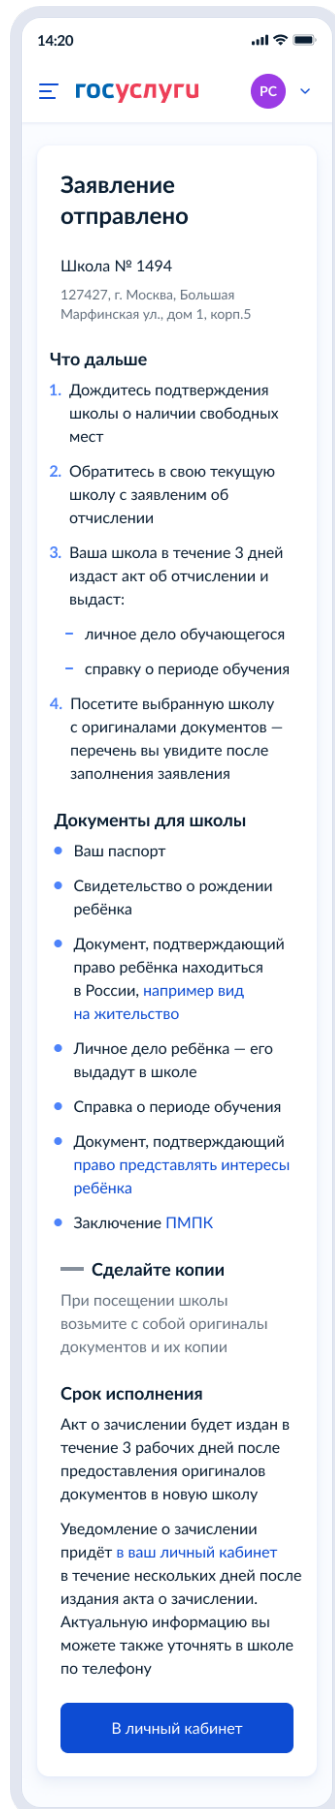 14:20
госуслуги
РС
Заявление
отправлено
Школа № 1494
127427, г. Москва, Большая
Марфинская ул., дом 1, корп.5
Что дальше
1. Дождитесь подтверждения
школы о наличии свободных
мест
2. Обратитесь в свою текущую
школу с заявленим об
отчислении
3. Ваша школа в течение 3 дней
издаст акт об отчислении и
выдаст:
– личное дело обучающегося
– справку о периоде обучения
4. Посетите выбранную школу
с оригиналами документов —
перечень вы увидите после
заполнения заявления
Документы для школы
• Ваш паспорт
• Свидетельство о рождении
ребёнка
• Документ, подтверждающий
право ребёнка находиться
в России, например вид
на жительство
• Личное дело ребёнка — его
выдадут в школе
• Справка о периоде обучения
• Документ, подтверждающий
право представлять интересы
ребёнка
• Заключение ПМПК
Сделайте копии
При посещении школы
возьмите с собой оригиналы
документов и их копии
Срок исполнения
Акт о зачислении будет издан в
течение 3 рабочих дней после
предоставления оригиналов
документов в новую школу
Уведомление о зачислении
придёт в ваш личный кабинет
в течение нескольких дней после
издания акта о зачислении.
Актуальную информацию вы
можете также уточнять в школе
по телефону
В личный кабинет